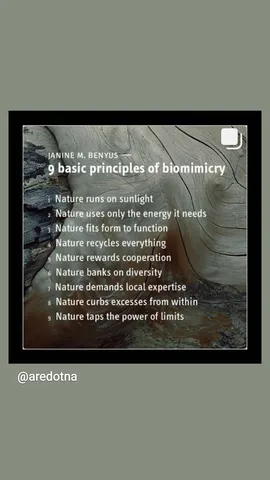 JANINE M. BENYUS —
9 basic principles of biomimicry
1 Nature runs on sunlight
2 Nature uses only the energy it needs
3 Nature fits form to function
4 Nature recycles everything
5 Nature rewards cooperation
6 Nature banks on diversity
7 Nature demands local expertise
8 Nature curbs excesses from within
9 Nature taps the power of limits
@aredotna